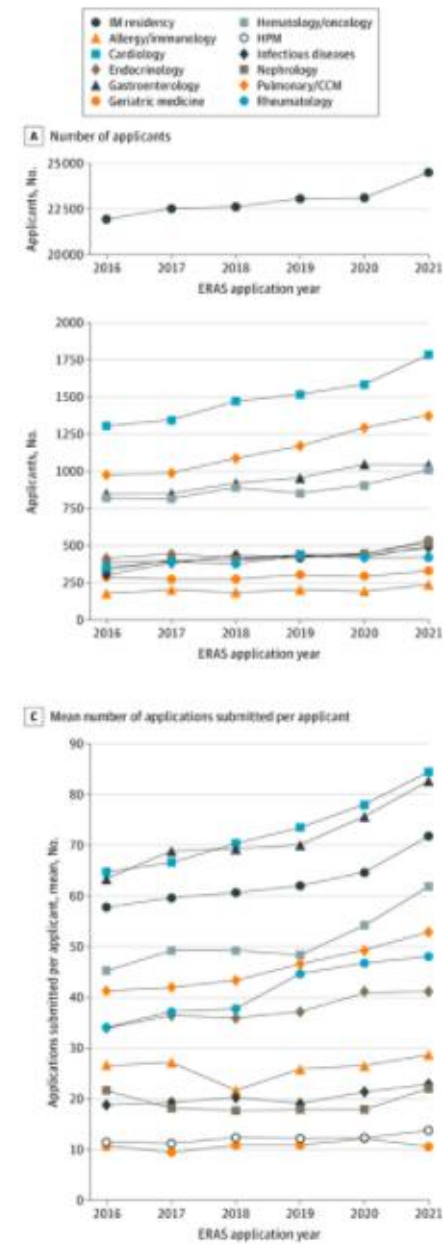 IM residency
Allergy/immunology
Cardiology
Endocrinology
Gastroenterology
Geriatric medicine
Hematology/oncology
HPM
Infectious diseases
Nephrology
Pulmonary/CCM
Rheumatology
A Number of applicants
Applicants, No.
25000
22500
20000
2016 2017 2018 2019 2020 2021
ERAS application year
Applicants, No.
2000
1750
1500
1250
1000
750
500
250
0
2016 2017 2018 2019 2020 2021
ERAS application year
C Mean number of applications submitted per applicant
Applications submitted per applicant, mean, No.
90
80
70
60
50
40
30
20
10
0
2016 2017 2018 2019 2020 2021
ERAS application year